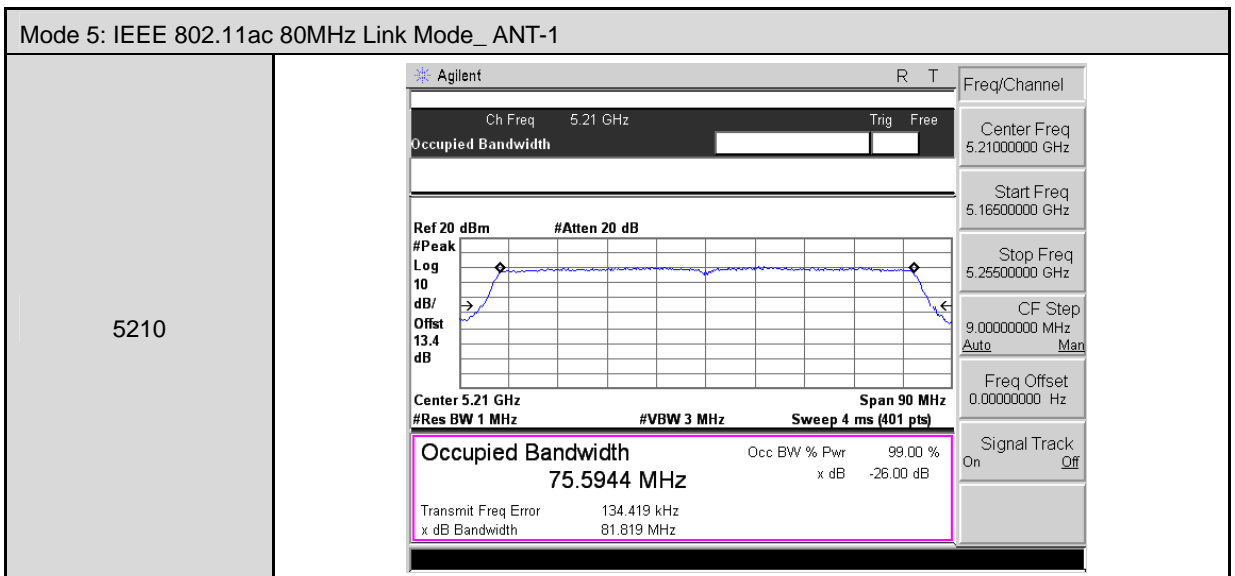 Mode 5: IEEE 802.11ac 80MHz Link Mode_ ANT-1
5210
Agilent R T
Ch Freq 5.21 GHz Trig Free
Occupied Bandwidth
Ref 20 dBm #Atten 20 dB
#Peak
Log
10
dB/
Offst
13.4
dB
Center 5.21 GHz Span 90 MHz
#Res BW 1 MHz #VBW 3 MHz Sweep 4 ms (401 pts)
Occupied Bandwidth Occ BW % Pwr 99.00 %
75.5944 MHz x dB -26.00 dB
Transmit Freq Error 134.419 kHz
x dB Bandwidth 81.819 MHz
Freq/Channel
Center Freq
5.21000000 GHz
Start Freq
5.16500000 GHz
Stop Freq
5.25500000 GHz
CF Step
9.00000000 MHz
Auto Man
Freq Offset
0.00000000 Hz
Signal Track
On Off